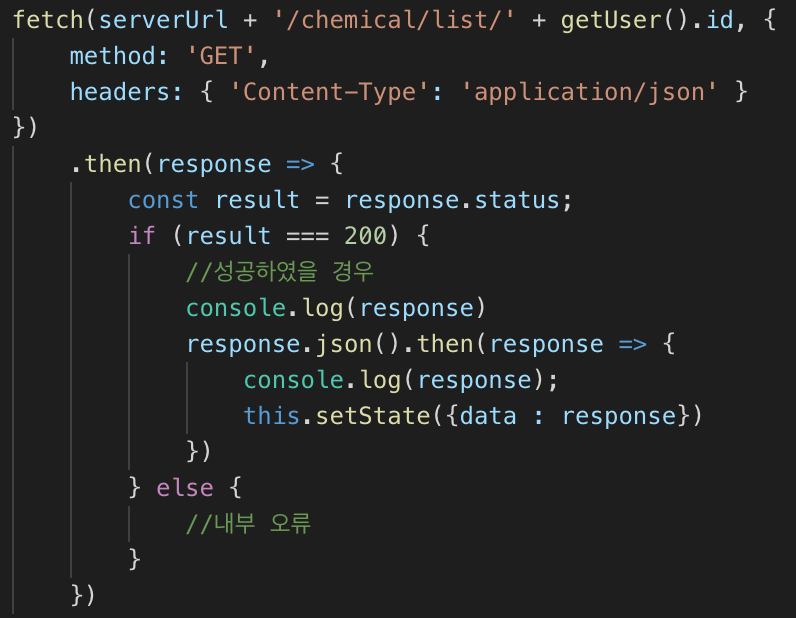 fetch(serverUrl + '/chemical/list/' + getUser().id, {
    method: 'GET',
    headers: { 'Content-Type': 'application/json' }
})
    .then(response => {
        const result = response.status;
        if (result === 200) {
            //성공하였을 경우
            console.log(response)
            response.json().then(response => {
                console.log(response);
                this.setState({data : response})
            })
        } else {
            //내부 오류
        }
    })